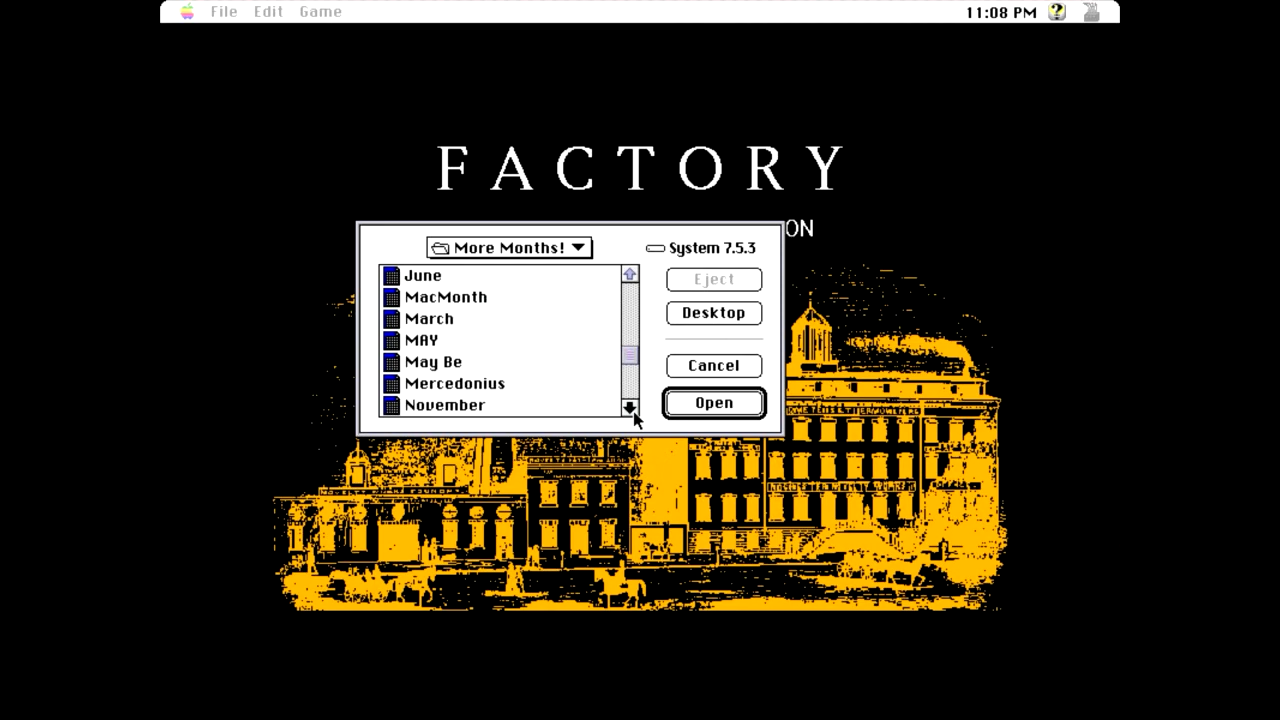 File Edit Game 11:08 PM
FACTORY
ON
More Months! System 7.5.3
June
MacMonth
March
MAY
May Be
Mercedonius
November
Eject
Desktop
Cancel
Open